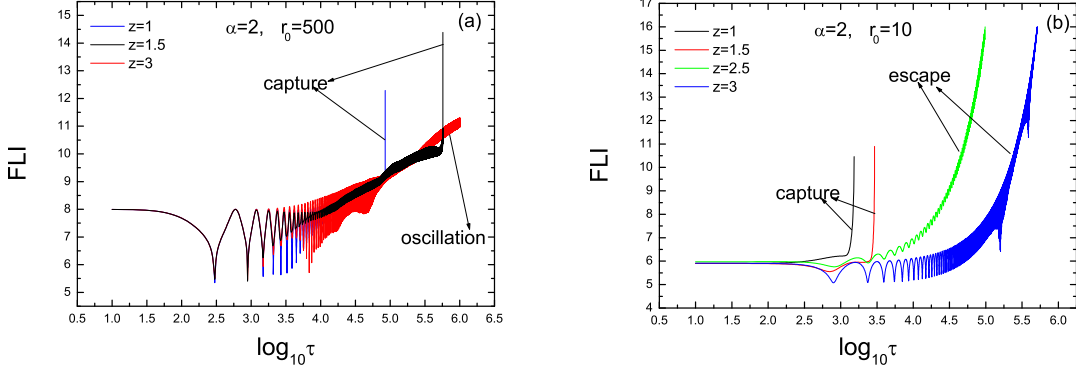 (a)
α=2, r0=500
z=1
z=1.5
z=3
capture
oscillation
FLI
15
14
13
12
11
10
9
8
7
6
5
0.5 1.0 1.5 2.0 2.5 3.0 3.5 4.0 4.5 5.0 5.5 6.0 6.5
log10τ
(b)
α=2, r0=10
z=1
z=1.5
z=2.5
z=3
escape
capture
FLI
17
16
15
14
13
12
11
10
9
8
7
6
5
4
0.5 1.0 1.5 2.0 2.5 3.0 3.5 4.0 4.5 5.0 5.5 6.0
log10τ